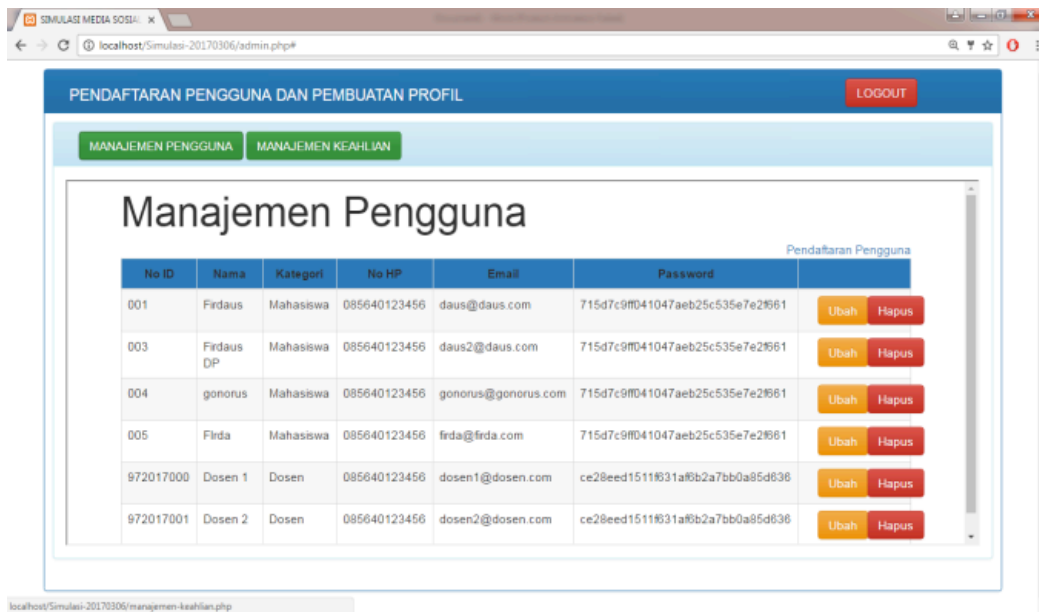 SIMULASI MEDIA SOSIAL
localhost/Simulasi-20170306/admin.php#
PENDAFTARAN PENGGUNA DAN PEMBUATAN PROFIL LOGOUT
MANAJEMEN PENGGUNA MANAJEMEN KEAHLIAN
Manajemen Pengguna
Pendaftaran Pengguna
No ID Nama Kategori No HP Email Password
001 Firdaus Mahasiswa 085640123456 daus@daus.com 715d7c9ff041047aeb25c535e7e2f661 Ubah Hapus
003 Firdaus DP Mahasiswa 085640123456 daus2@daus.com 715d7c9ff041047aeb25c535e7e2f661 Ubah Hapus
004 gonorus Mahasiswa 085640123456 gonorus@gonorus.com 715d7c9ff041047aeb25c535e7e2f661 Ubah Hapus
005 FIrda Mahasiswa 085640123456 firda@firda.com 715d7c9ff041047aeb25c535e7e2f661 Ubah Hapus
972017000 Dosen 1 Dosen 085640123456 dosen1@dosen.com ce28eed1511f631af6b2a7bb0a85d636 Ubah Hapus
972017001 Dosen 2 Dosen 085640123456 dosen2@dosen.com ce28eed1511f631af6b2a7bb0a85d636 Ubah Hapus
localhost/Simulasi-20170306/manajemen-keahlian.php